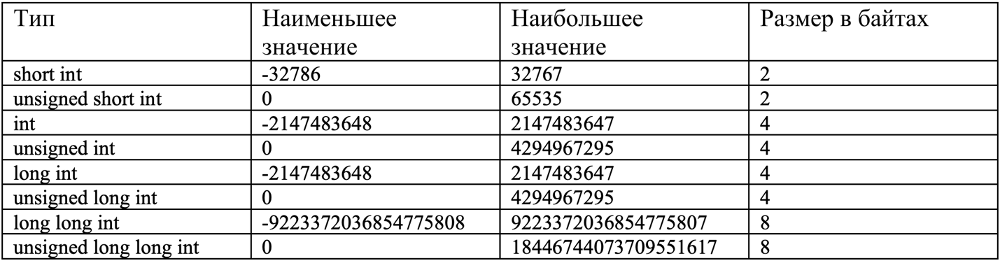 Тип Наименьшее Наибольшее Размер в байтах
значение значение
short int -32786 32767 2
unsigned short int 0 65535 2
int -2147483648 2147483647 4
unsigned int 0 4294967295 4
long int -2147483648 2147483647 4
unsigned long int 0 4294967295 4
long long int -9223372036854775808 9223372036854775807 8
unsigned long long int 0 18446744073709551617 8